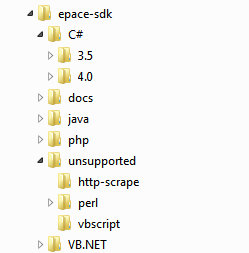 epace-sdk
C#
3.5
4.0
docs
java
php
unsupported
http-scrape
perl
vbscript
VB.NET